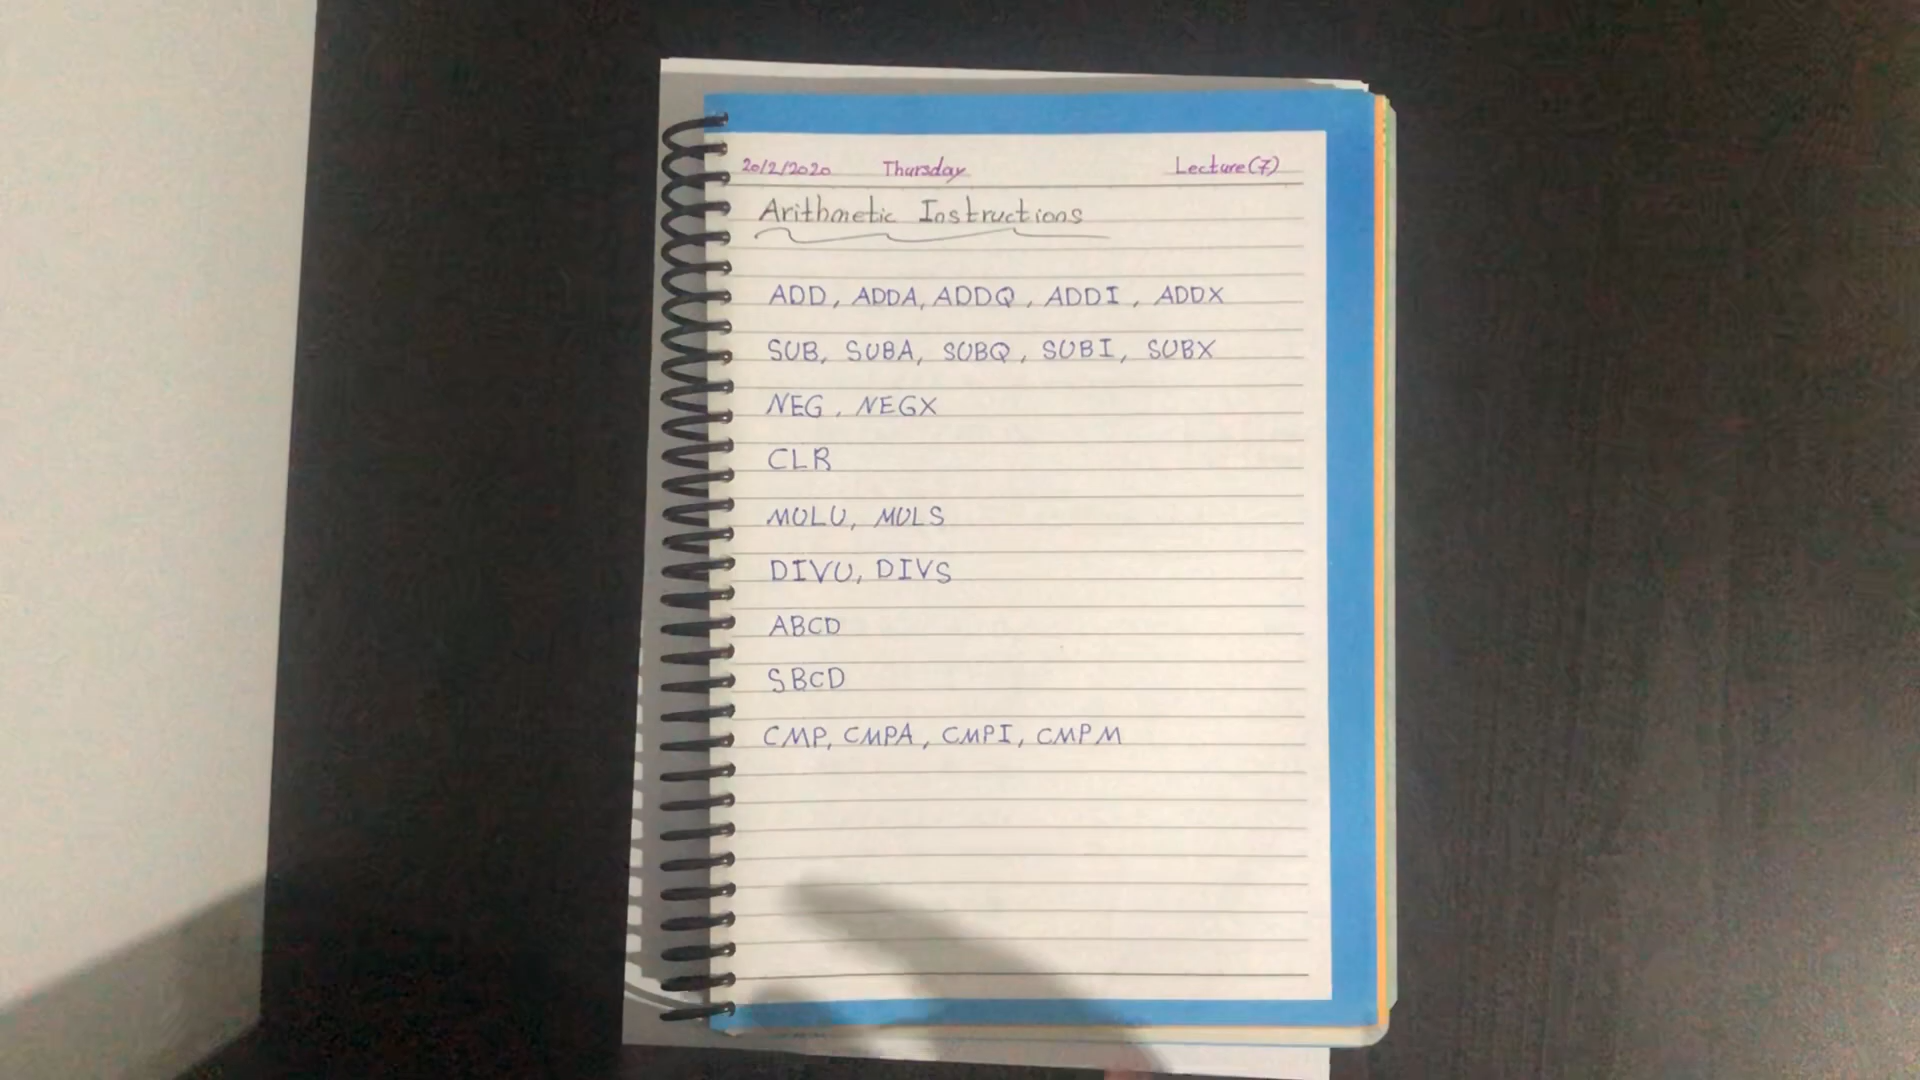 20/2/2020 Thursday Lecture(7)
Arithmetic Instructions
ADD, ADDA, ADDQ, ADDI, ADDX
SUB, SUBA, SUBQ, SUBI, SUBX
NEG, NEGX
CLR
MULU, MULS
DIVU, DIVS
ABCD
SBCD
CMP, CMPA, CMPI, CMPM